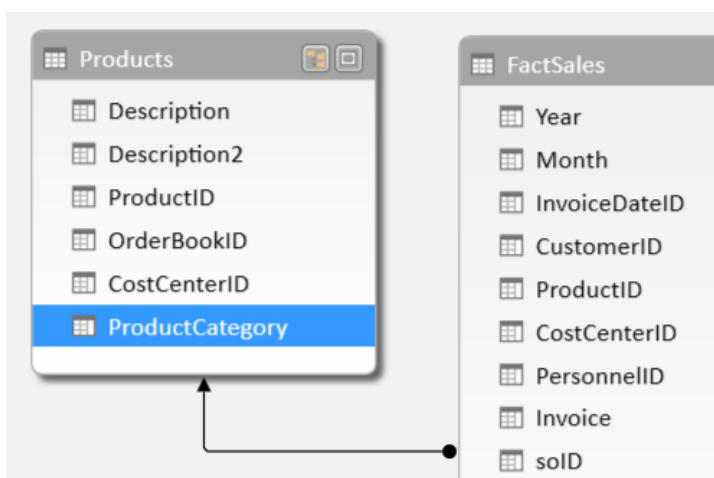 Products
Description
Description2
ProductID
OrderBookID
CostCenterID
ProductCategory
FactSales
Year
Month
InvoiceDateID
CustomerID
ProductID
CostCenterID
PersonnelID
Invoice
soID